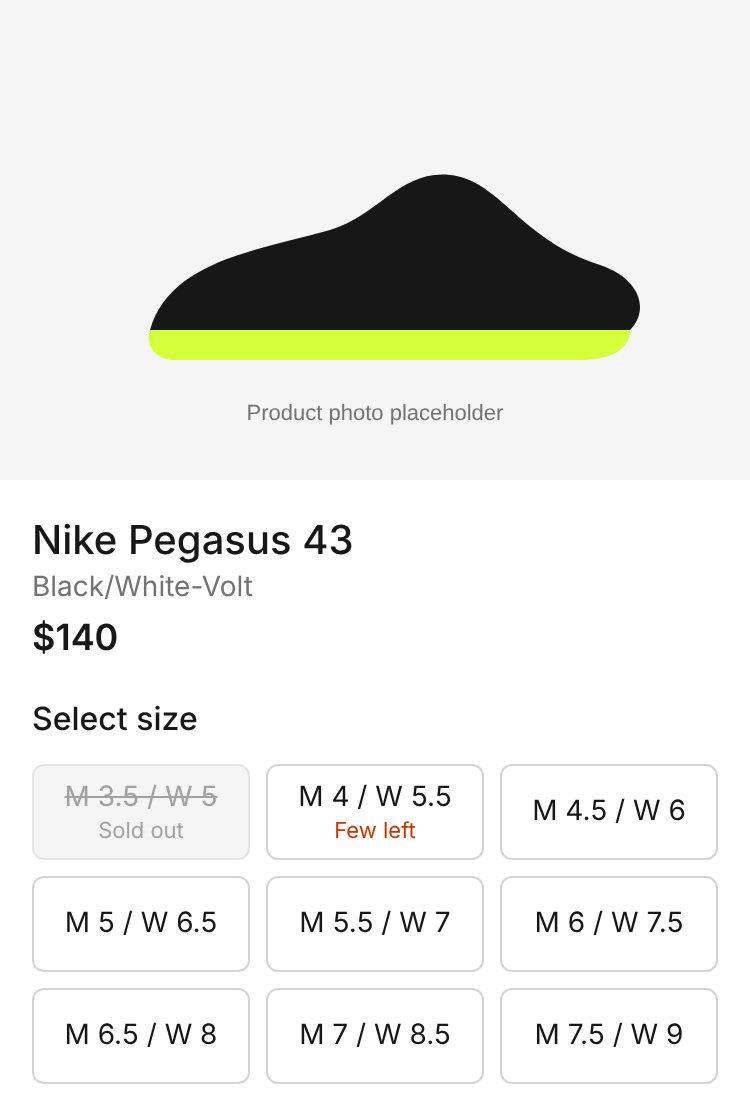 Product photo placeholder
Nike Pegasus 43
Black/White-Volt
$140
Select size
M 3.5 / W 5
Sold out
M 4 / W 5.5
Few left
M 4.5 / W 6
M 5 / W 6.5
M 5.5 / W 7
M 6 / W 7.5
M 6.5 / W 8
M 7 / W 8.5
M 7.5 / W 9